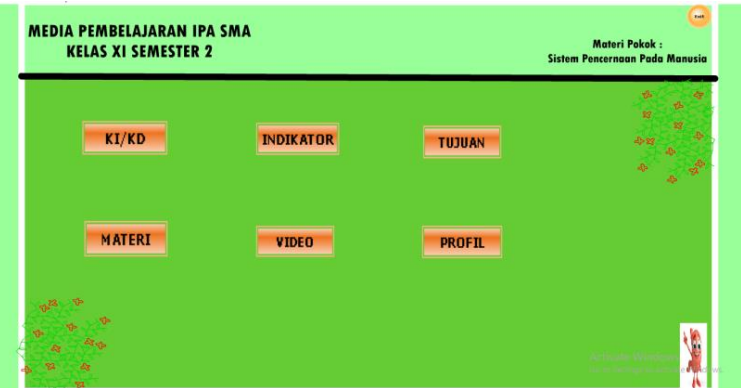 MEDIA PEMBELAJARAN IPA SMA
KELAS XI SEMESTER 2
Materi Pokok :
Sistem Pencernaan Pada Manusia
KI/KD
INDIKATOR
TUJUAN
MATERI
VIDEO
PROFIL
Activate Windows